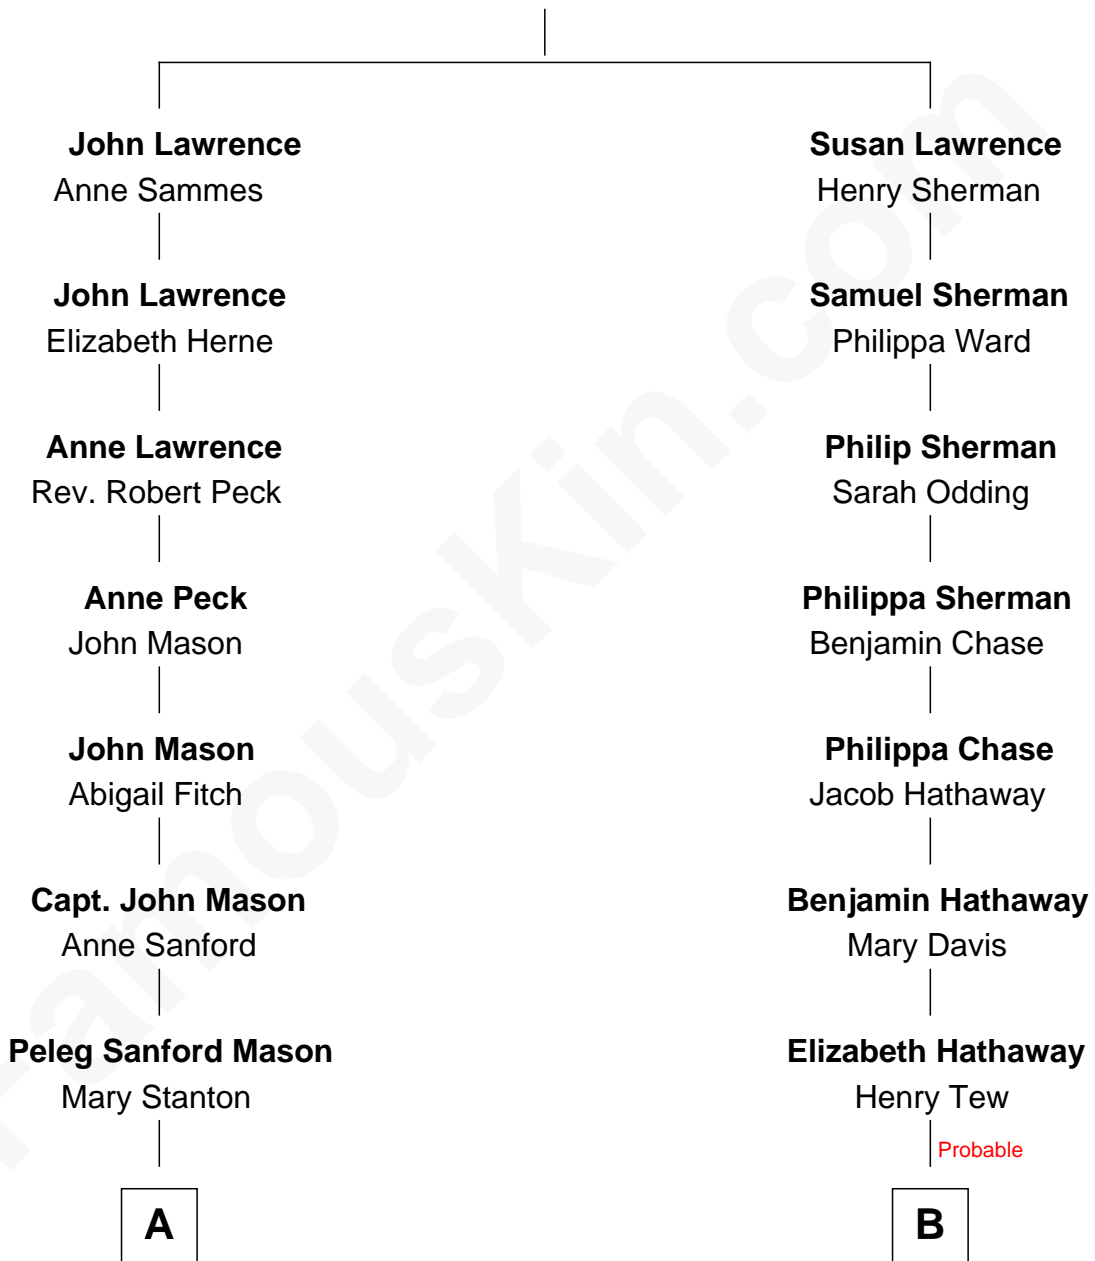 John Lawrence
Anne Sammes
Susan Lawrence
Henry Sherman
John Lawrence
Elizabeth Herne
Samuel Sherman
Philippa Ward
Anne Lawrence
Rev. Robert Peck
Philip Sherman
Sarah Odding
Anne Peck
John Mason
Philippa Sherman
Benjamin Chase
John Mason
Abigail Fitch
Philippa Chase
Jacob Hathaway
Capt. John Mason
Anne Sanford
Benjamin Hathaway
Mary Davis
Peleg Sanford Mason
Mary Stanton
Elizabeth Hathaway
Henry Tew
Probable
A
B
FamousKin.com